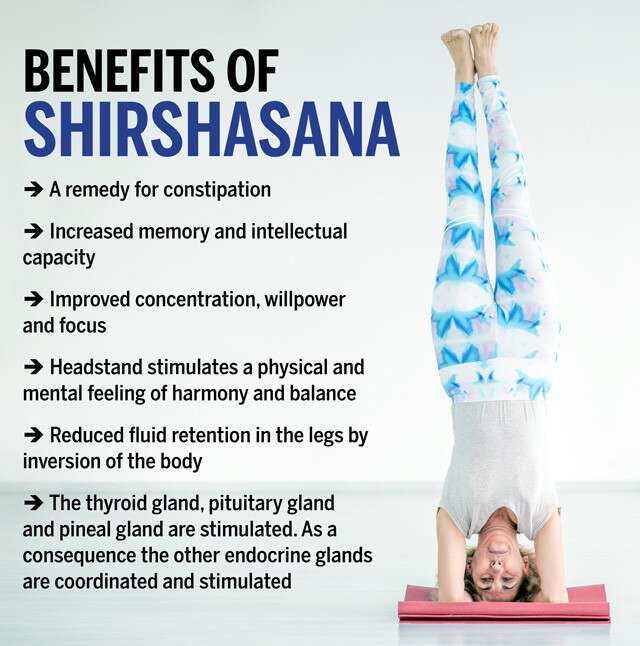 BENEFITS OF
SHIRSHASANA
➔ A remedy for constipation
➔ Increased memory and intellectual
capacity
➔ Improved concentration, willpower
and focus
➔ Headstand stimulates a physical and
mental feeling of harmony and balance
➔ Reduced fluid retention in the legs by
inversion of the body
➔ The thyroid gland, pituitary gland
and pineal gland are stimulated. As a
consequence the other endocrine glands
are coordinated and stimulated